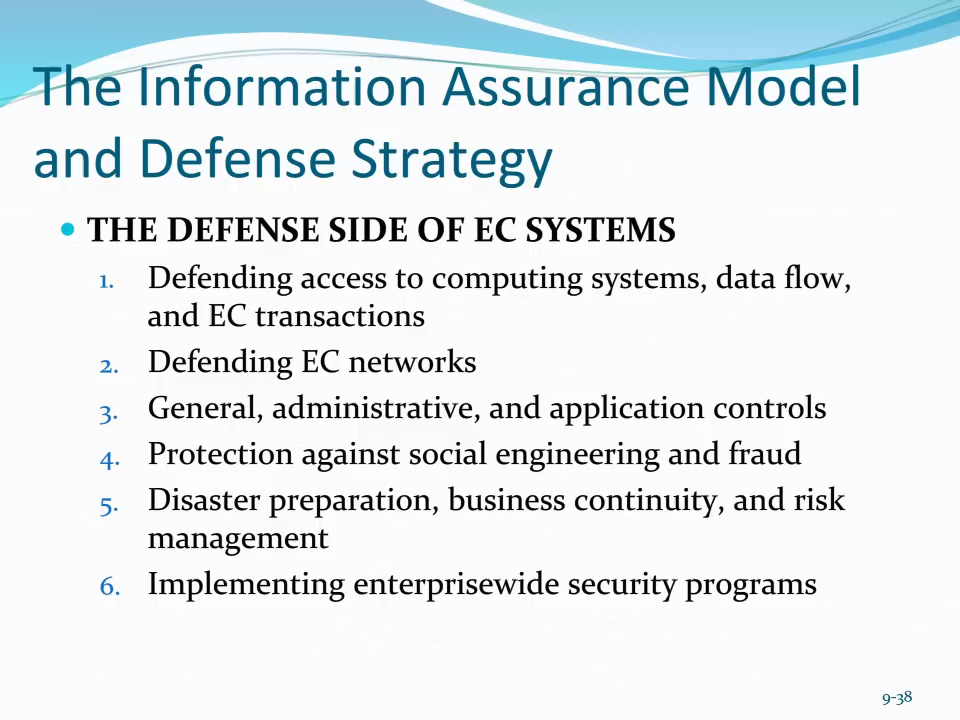 The Information Assurance Model
and Defense Strategy
• THE DEFENSE SIDE OF EC SYSTEMS
1. Defending access to computing systems, data flow,
and EC transactions
2. Defending EC networks
3. General, administrative, and application controls
4. Protection against social engineering and fraud
5. Disaster preparation, business continuity, and risk
management
6. Implementing enterprisewide security programs
9-38